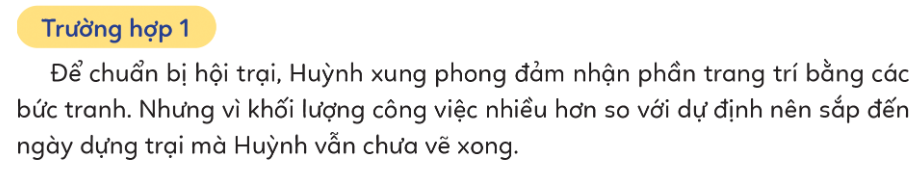 Trường hợp 1
Để chuẩn bị hội trại, Huỳnh xung phong đảm nhận phần trang trí bằng các
bức tranh. Nhưng vì khối lượng công việc nhiều hơn so với dự định nên sắp đến
ngày dựng trại mà Huỳnh vẫn chưa vẽ xong.